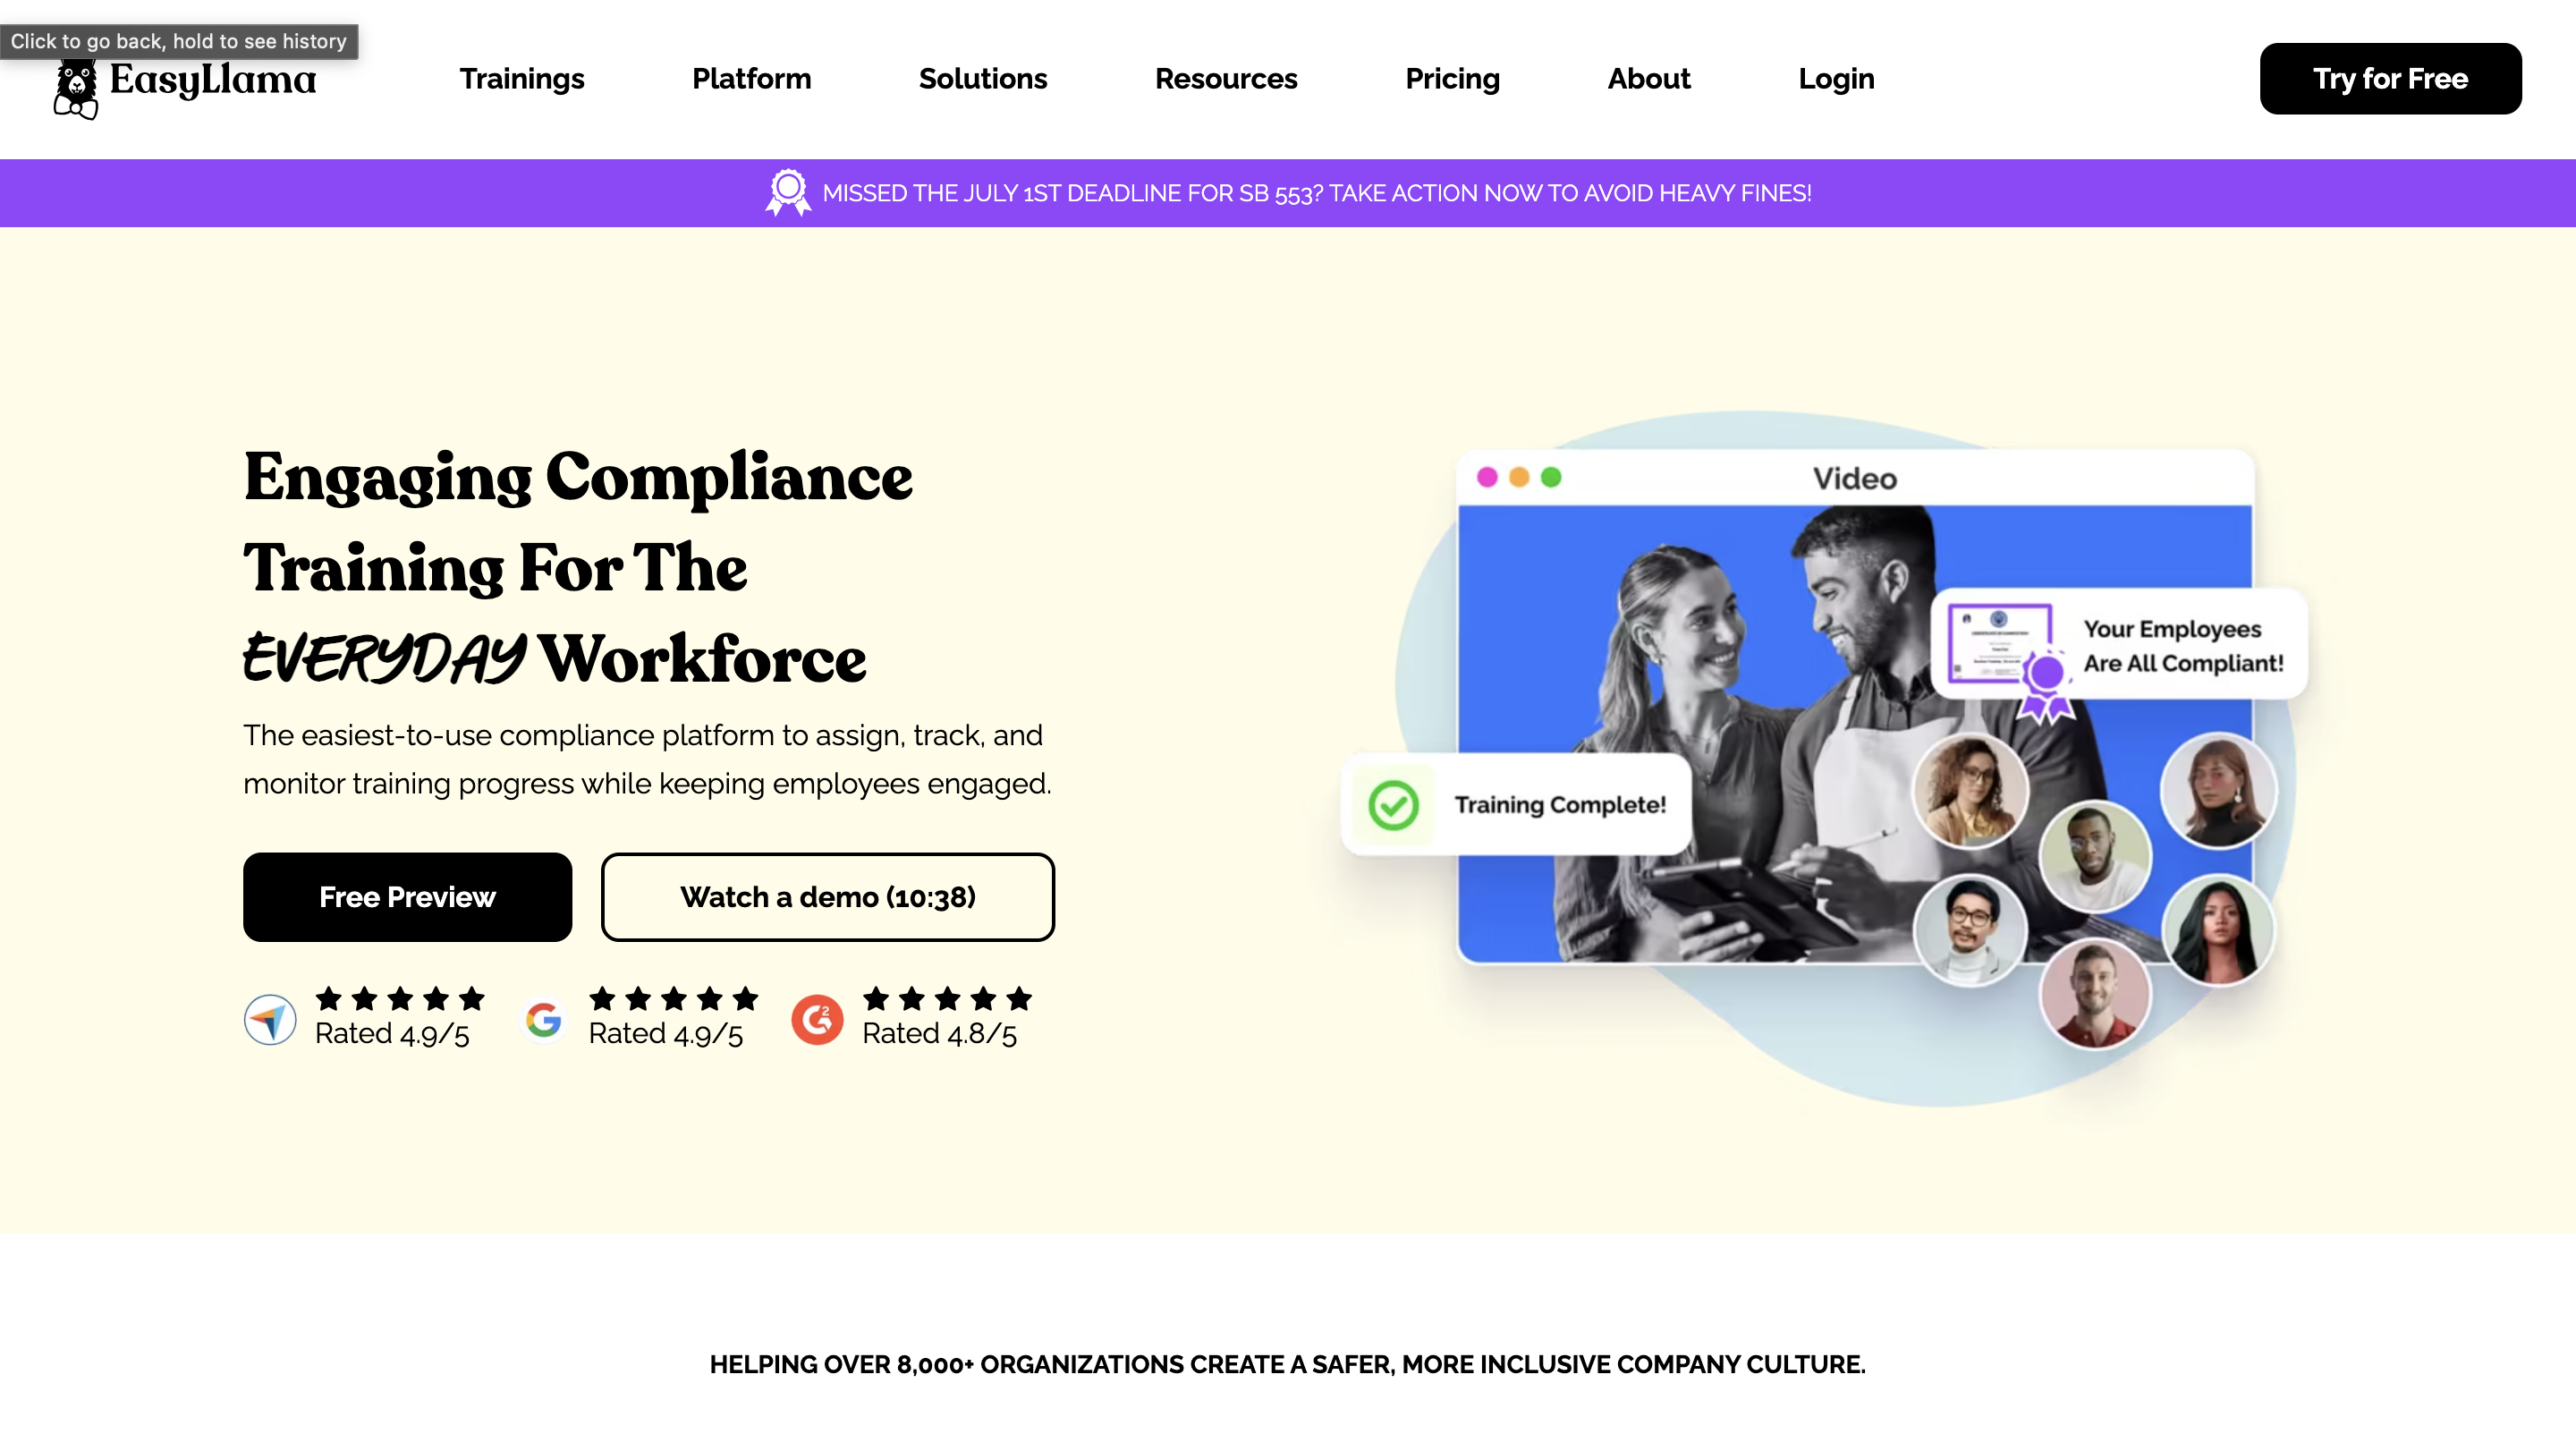 Click to go back, hold to see history
EasyLlama
Trainings
Platform
Solutions
Resources
Pricing
About
Login
Try for Free
MISSED THE JULY 1ST DEADLINE FOR SB 553? TAKE ACTION NOW TO AVOID HEAVY FINES!
Engaging Compliance
Training For The
EVERYDAY Workforce
The easiest-to-use compliance platform to assign, track, and
monitor training progress while keeping employees engaged.
Free Preview
Watch a demo (10:38)
Rated 4.9/5
Rated 4.9/5
Rated 4.8/5
Video
Your Employees
Are All Compliant!
Training Complete!
HELPING OVER 8,000+ ORGANIZATIONS CREATE A SAFER, MORE INCLUSIVE COMPANY CULTURE.